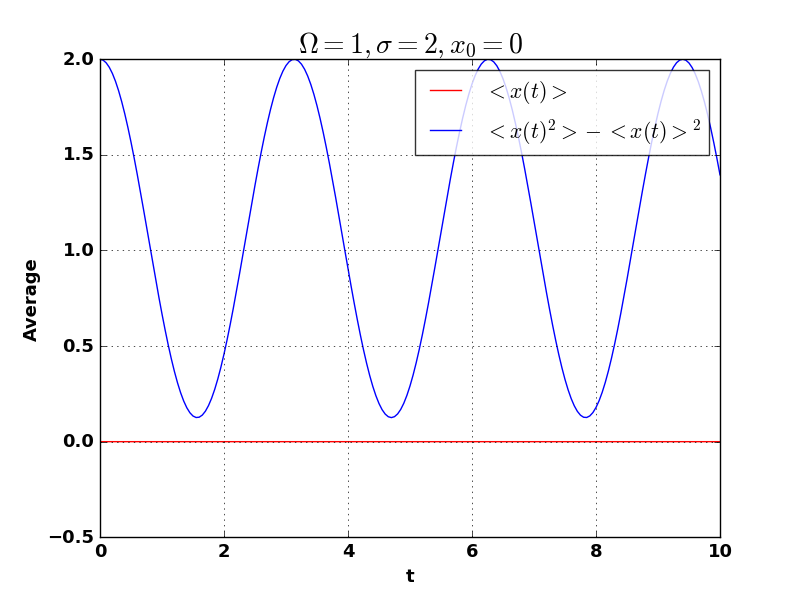 Ω = 1, σ = 2, x₀ = 0
2.0
1.5
1.0
0.5
0.0
−0.5
Average
< x(t) >
< x(t)² > − < x(t) >²
0 2 4 6 8 10
t